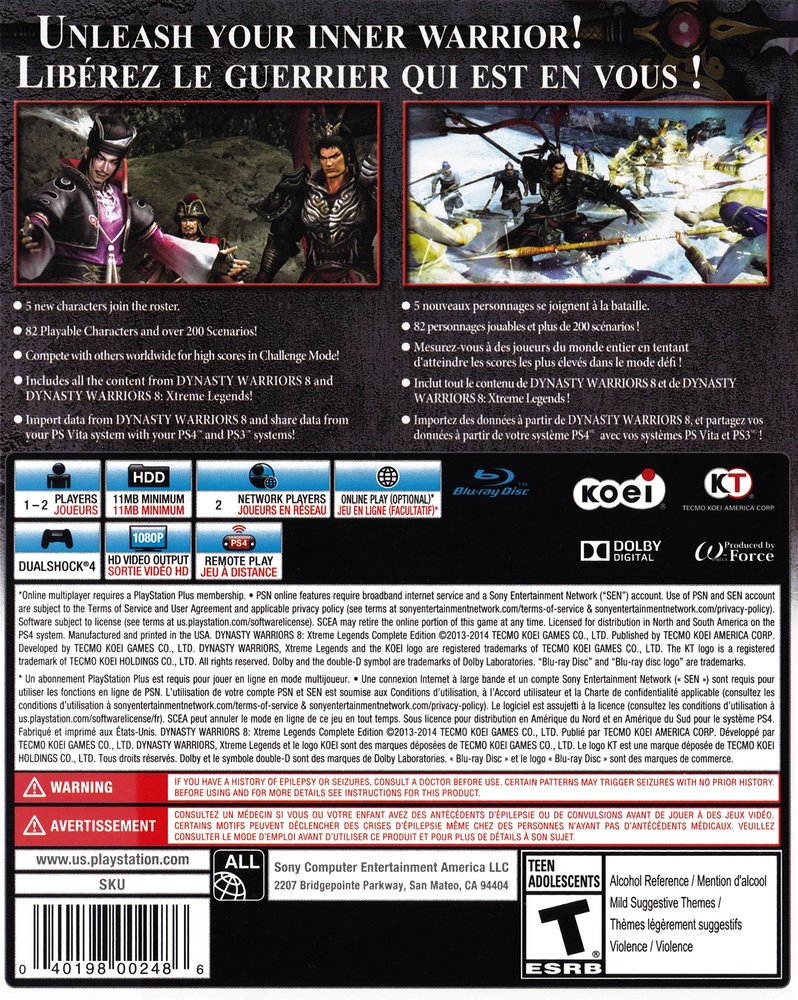 UNLEASH YOUR INNER WARRIOR!
LIBÉREZ LE GUERRIER QUI EST EN VOUS !
5 new characters join the roster.
82 Playable Characters and over 200 Scenarios!
Compete with others worldwide for high scores in Challenge Mode!
Includes all the content from DYNASTY WARRIORS 8 and
DYNASTY WARRIORS 8: Xtreme Legends!
Import data from DYNASTY WARRIORS 8 and share data from
your PS Vita system with your PS4™ and PS3™ systems!
5 nouveaux personnages se joignent à la bataille.
82 personnages jouables et plus de 200 scénarios !
Mesurez-vous à des joueurs du monde entier en tentant
d'atteindre les scores les plus élevés dans le mode défi !
Inclut tout le contenu de DYNASTY WARRIORS 8 et de DYNASTY
WARRIORS 8: Xtreme Legends !
Importez des données à partir de DYNASTY WARRIORS 8, et partagez vos
données à partir de votre système PS4™ avec vos systèmes PS Vita et PS3™ !
1–2 PLAYERS
JOUEURS
HDD
11MB MINIMUM
11MB MINIMUM
2 NETWORK PLAYERS
JOUEURS EN RÉSEAU
ONLINE PLAY (OPTIONAL)*
JEU EN LIGNE (FACULTATIF)*
Blu-ray Disc™
KOEI®
KT®
TECMO KOEI AMERICA CORP.
DUALSHOCK®4
1080P
HD VIDEO OUTPUT
SORTIE VIDÉO HD
PS4
REMOTE PLAY
JEU À DISTANCE
DOLBY
DIGITAL
Produced by
ω-Force
*Online multiplayer requires a PlayStation Plus membership. • PSN online features require broadband internet service and a Sony Entertainment Network ("SEN") account. Use of PSN and SEN account
are subject to the Terms of Service and User Agreement and applicable privacy policy (see terms at sonyentertainmentnetwork.com/terms-of-service & sonyentertainmentnetwork.com/privacy-policy).
Software subject to license (see terms at us.playstation.com/softwarelicense). SCEA may retire the online portion of this game at any time. Licensed for distribution in North and South America on the
PS4 system. Manufactured and printed in the USA. DYNASTY WARRIORS 8: Xtreme Legends Complete Edition ©2013-2014 TECMO KOEI GAMES CO., LTD. Published by TECMO KOEI AMERICA CORP.
Developed by TECMO KOEI GAMES CO., LTD. DYNASTY WARRIORS, Xtreme Legends and the KOEI logo are registered trademarks of TECMO KOEI GAMES CO., LTD. The KT logo is a registered
trademark of TECMO KOEI HOLDINGS CO., LTD. All rights reserved. Dolby and the double-D symbol are trademarks of Dolby Laboratories. "Blu-ray Disc" and "Blu-ray disc logo" are trademarks.
* Un abonnement PlayStation Plus est requis pour jouer en ligne en mode multijoueur. • Une connexion Internet à large bande et un compte Sony Entertainment Network (« SEN ») sont requis pour
utiliser les fonctions en ligne de PSN. L'utilisation de votre compte PSN et SEN est soumise aux Conditions d'utilisation, à l'Accord utilisateur et la Charte de confidentialité applicable (consultez les
conditions d'utilisation à sonyentertainmentnetwork.com/terms-of-service & sonyentertainmentnetwork.com/privacy-policy). Le logiciel est assujetti à la licence (consultez les conditions d'utilisation à
us.playstation.com/softwarelicense/fr). SCEA peut annuler le mode en ligne de ce jeu en tout temps. Sous licence pour distribution en Amérique du Nord et en Amérique du Sud pour le système PS4.
Fabriqué et imprimé aux États-Unis. DYNASTY WARRIORS 8: Xtreme Legends Complete Edition ©2013-2014 TECMO KOEI GAMES CO., LTD. Publié par TECMO KOEI AMERICA CORP. Développé par
TECMO KOEI GAMES CO., LTD. DYNASTY WARRIORS, Xtreme Legends et le logo KOEI sont des marques déposées de TECMO KOEI GAMES CO., LTD. Le logo KT est une marque déposée de TECMO KOEI
HOLDINGS CO., LTD. Tous droits réservés. Dolby et le symbole double-D sont des marques de Dolby Laboratories. « Blu-ray Disc » et le logo « Blu-ray Disc » sont des marques de commerce.
WARNING
IF YOU HAVE A HISTORY OF EPILEPSY OR SEIZURES, CONSULT A DOCTOR BEFORE USE. CERTAIN PATTERNS MAY TRIGGER SEIZURES WITH NO PRIOR HISTORY.
BEFORE USING AND FOR MORE DETAILS SEE INSTRUCTIONS FOR THIS PRODUCT.
AVERTISSEMENT
CONSULTEZ UN MÉDECIN SI VOUS OU VOTRE ENFANT AVEZ DES ANTÉCÉDENTS D'ÉPILEPSIE OU DE CONVULSIONS AVANT DE JOUER À DES JEUX VIDÉO.
CERTAINS MOTIFS PEUVENT DÉCLENCHER DES CRISES D'ÉPILEPSIE MÊME CHEZ DES PERSONNES N'AYANT PAS D'ANTÉCÉDENTS MÉDICAUX. VEUILLEZ
CONSULTER LE MODE D'EMPLOI AVANT D'UTILISER CE PRODUIT ET POUR PLUS DE DÉTAILS À SON SUJET.
www.us.playstation.com
SKU
0 40198 00248 6
ALL
Sony Computer Entertainment America LLC
2207 Bridgepointe Parkway, San Mateo, CA 94404
TEEN
ADOLESCENTS
T®
ESRB
Alcohol Reference / Mention d'alcool
Mild Suggestive Themes /
Thèmes légèrement suggestifs
Violence / Violence